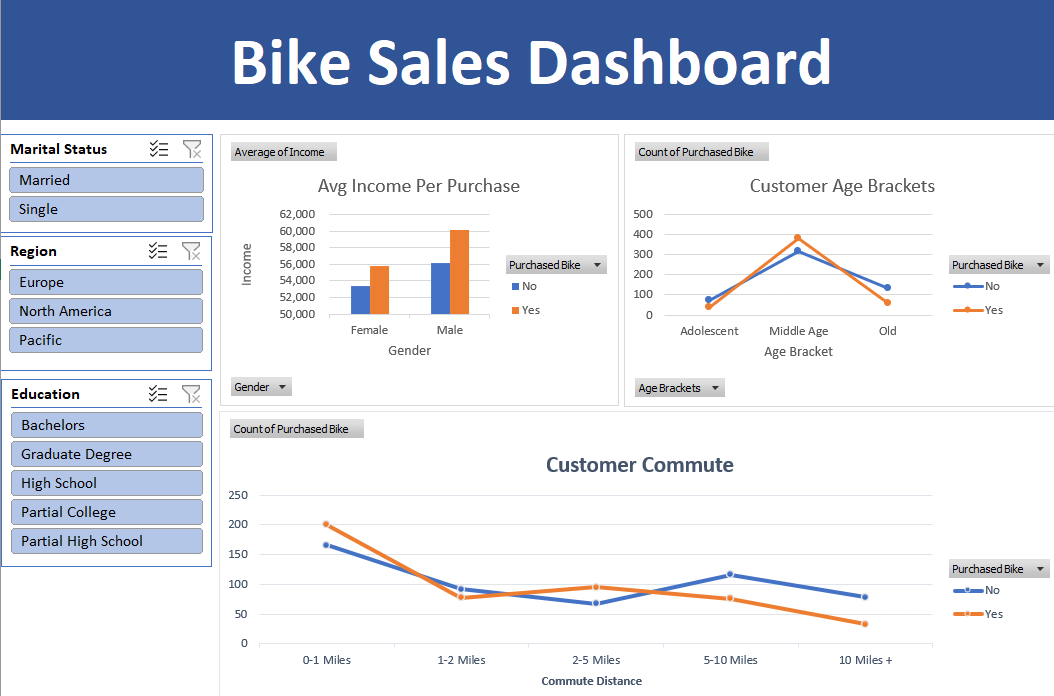 Bike Sales Dashboard
Marital Status
Married
Single
Region
Europe
North America
Pacific
Education
Bachelors
Graduate Degree
High School
Partial College
Partial High School
Average of Income
Avg Income Per Purchase
62,000
60,000
58,000
56,000
54,000
52,000
50,000
Income
Female Male
Gender
Purchased Bike
No
Yes
Gender
Count of Purchased Bike
Customer Age Brackets
500
400
300
200
100
0
Adolescent Middle Age Old
Age Bracket
Purchased Bike
No
Yes
Age Brackets
Count of Purchased Bike
Customer Commute
250
200
150
100
50
0
0-1 Miles 1-2 Miles 2-5 Miles 5-10 Miles 10 Miles +
Commute Distance
Purchased Bike
No
Yes